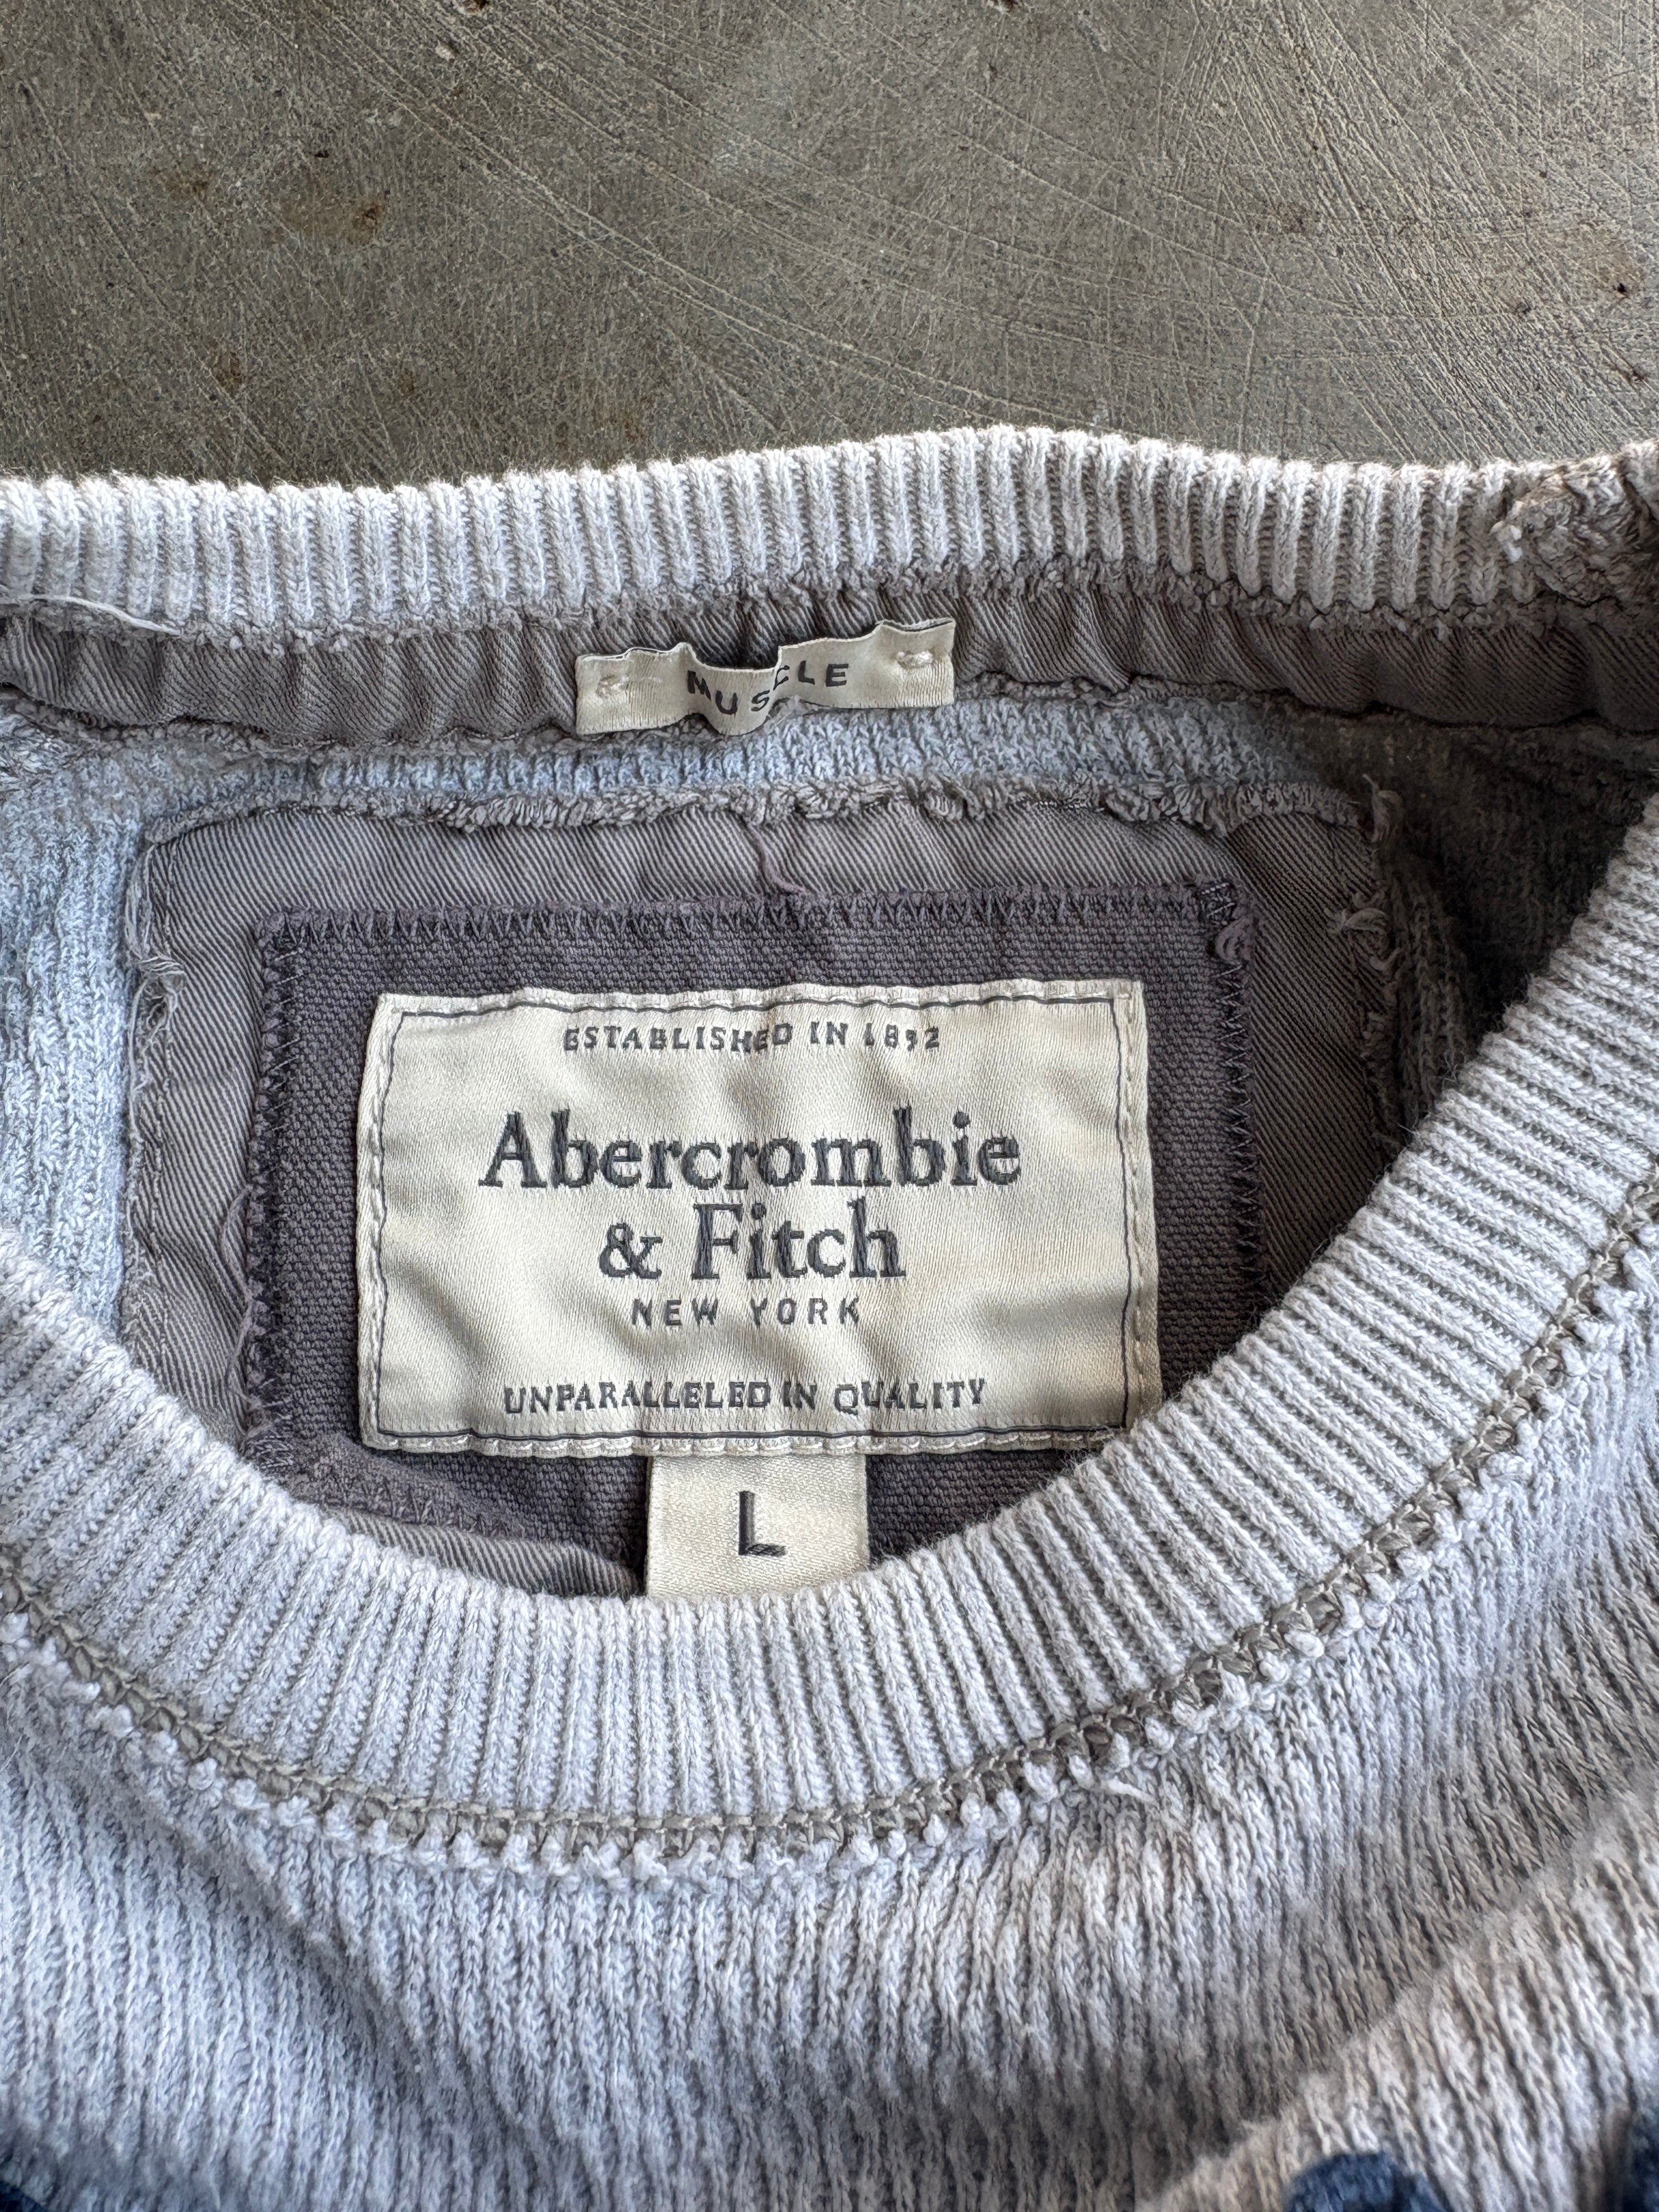 MUSCLE
ESTABLISHED IN 1892
Abercrombie
& Fitch
NEW YORK
UNPARALLELED IN QUALITY
L